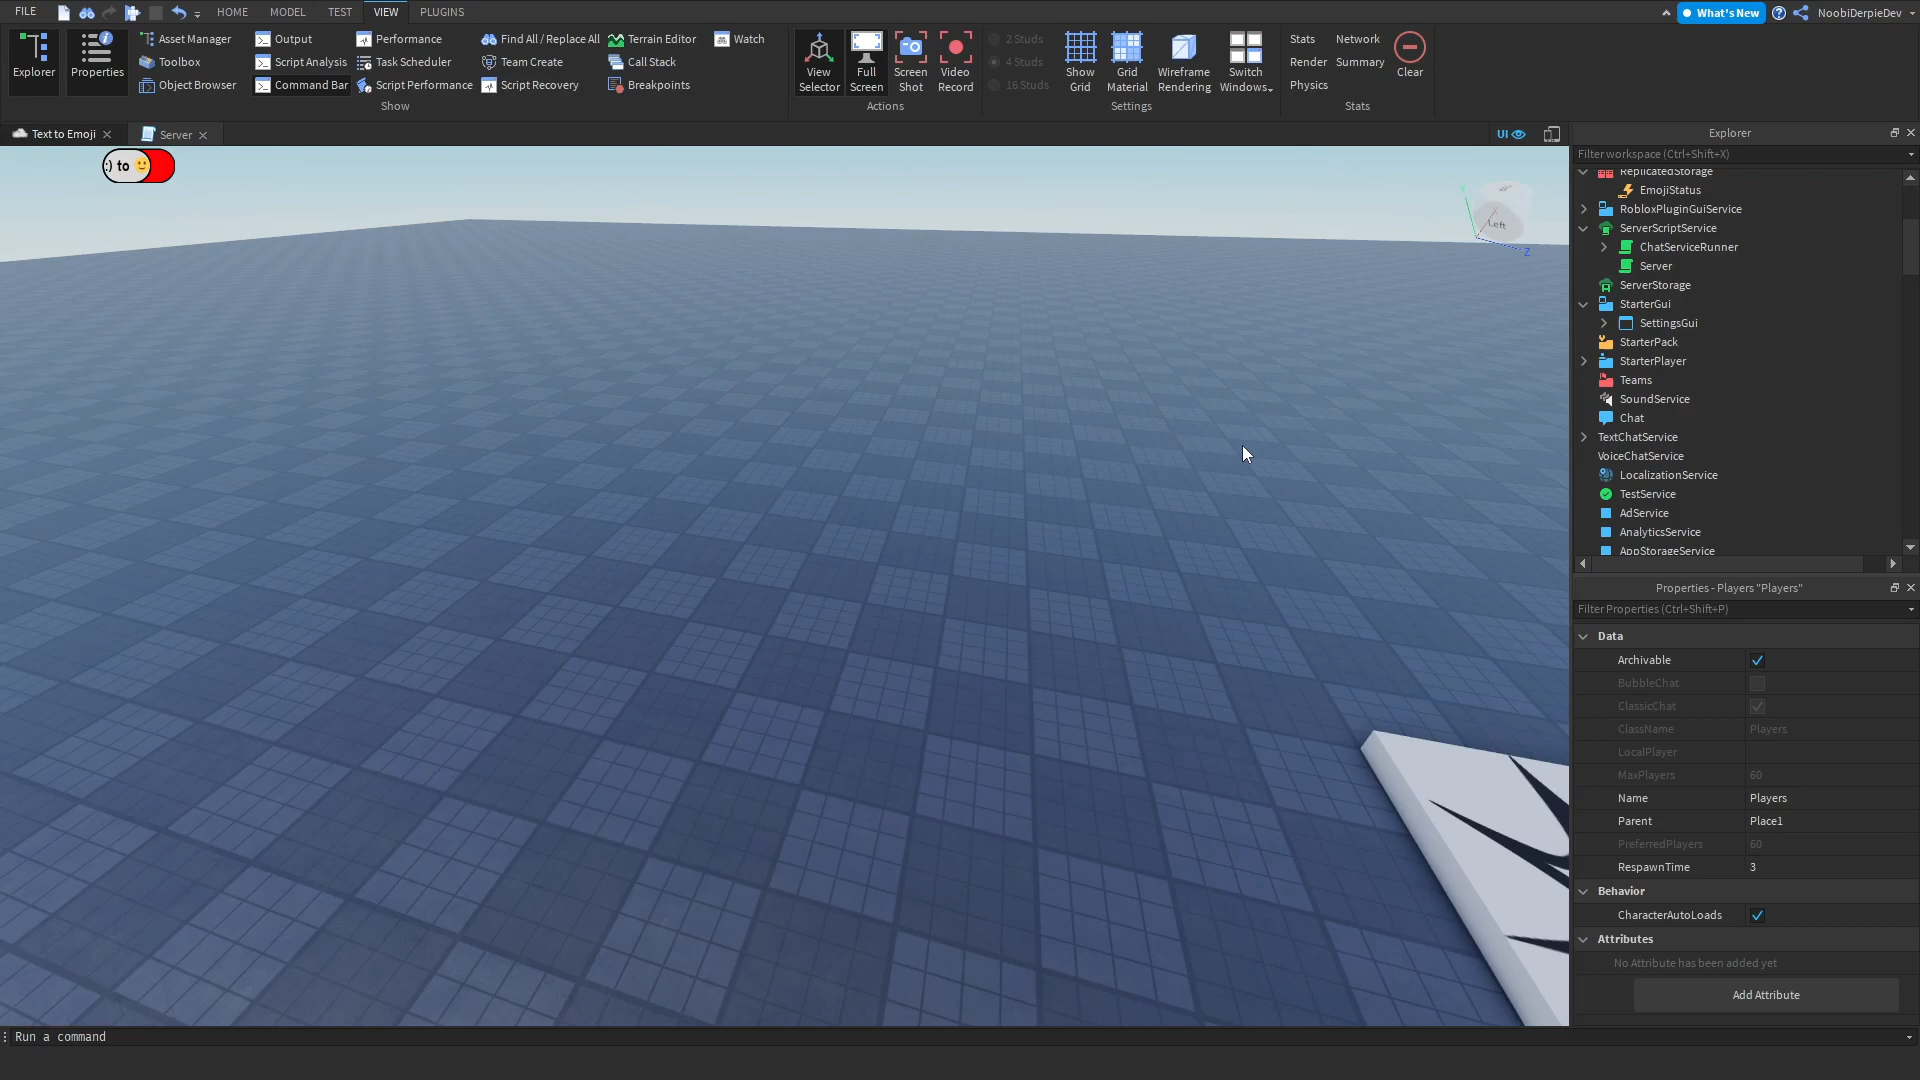 FILE
HOME
MODEL
TEST
VIEW
PLUGINS
What's New
NoobiDerpieDev
Explorer
Properties
Asset Manager
Toolbox
Object Browser
Output
Script Analysis
Command Bar
Performance
Task Scheduler
Script Performance
Find All / Replace All
Team Create
Script Recovery
Terrain Editor
Call Stack
Breakpoints
Watch
Show
View
Selector
Full
Screen
Screen
Shot
Video
Record
Actions
2 Studs
4 Studs
16 Studs
Show
Grid
Grid
Material
Wireframe
Rendering
Switch
Windows
Settings
Stats
Render
Physics
Network
Summary
Clear
Stats
Text to Emoji
Server
UI
:) to 🙂
Y
Left
Z
Explorer
Filter workspace (Ctrl+Shift+X)
ReplicatedStorage
EmojiStatus
RobloxPluginGuiService
ServerScriptService
ChatServiceRunner
Server
ServerStorage
StarterGui
SettingsGui
StarterPack
StarterPlayer
Teams
SoundService
Chat
TextChatService
VoiceChatService
LocalizationService
TestService
AdService
AnalyticsService
AppStorageService
Properties - Players "Players"
Filter Properties (Ctrl+Shift+P)
Data
Archivable
BubbleChat
ClassicChat
ClassName Players
LocalPlayer
MaxPlayers 60
Name Players
Parent Place1
PreferredPlayers 60
RespawnTime 3
Behavior
CharacterAutoLoads
Attributes
No Attribute has been added yet
Add Attribute
Run a command